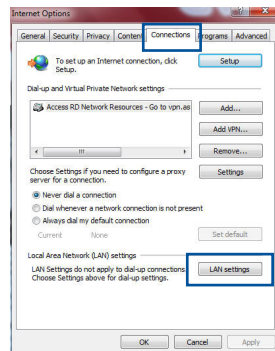 Internet Options
General Security Privacy Content Connections Programs Advanced
To set up an Internet connection, click
Setup.
Setup
Dial-up and Virtual Private Network settings
Access RD Network Resources - Go to vpn.as
Add...
Add VPN...
Remove...
Choose Settings if you need to configure a proxy
server for a connection.
Settings
Never dial a connection
Dial whenever a network connection is not present
Always dial my default connection
Current None
Set default
Local Area Network (LAN) settings
LAN Settings do not apply to dial-up connections.
Choose Settings above for dial-up settings.
LAN settings
OK Cancel Apply